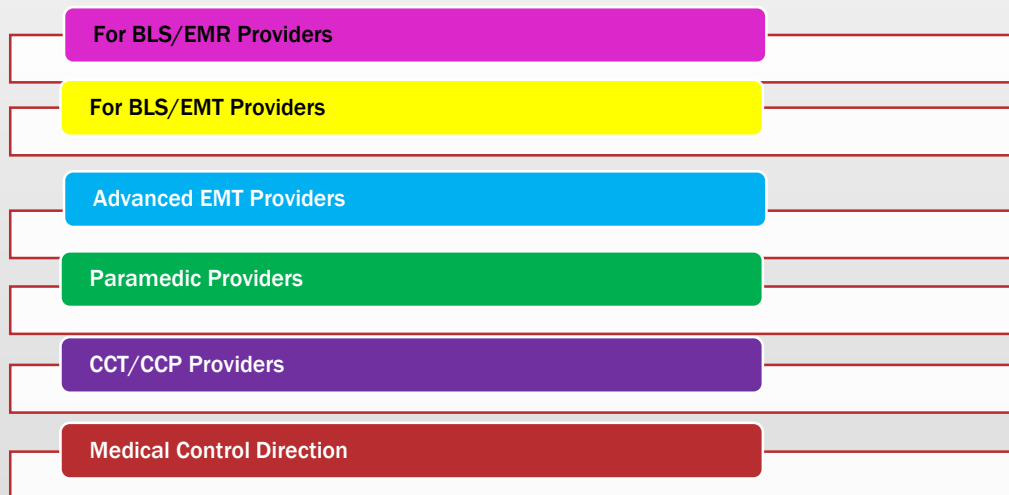 For BLS/EMR Providers
For BLS/EMT Providers
Advanced EMT Providers
Paramedic Providers
CCT/CCP Providers
Medical Control Direction